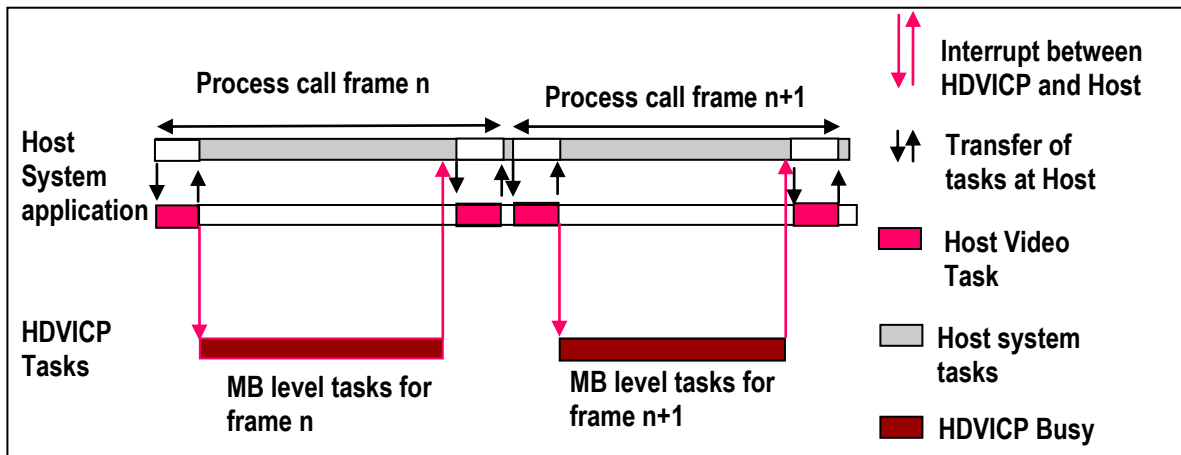 Process call frame n
Process call frame n+1
Host
System
application
HDVICP
Tasks
MB level tasks for
frame n
MB level tasks for
frame n+1
Interrupt between
HDVICP and Host
Transfer of
tasks at Host
Host Video
Task
Host system
tasks
HDVICP Busy